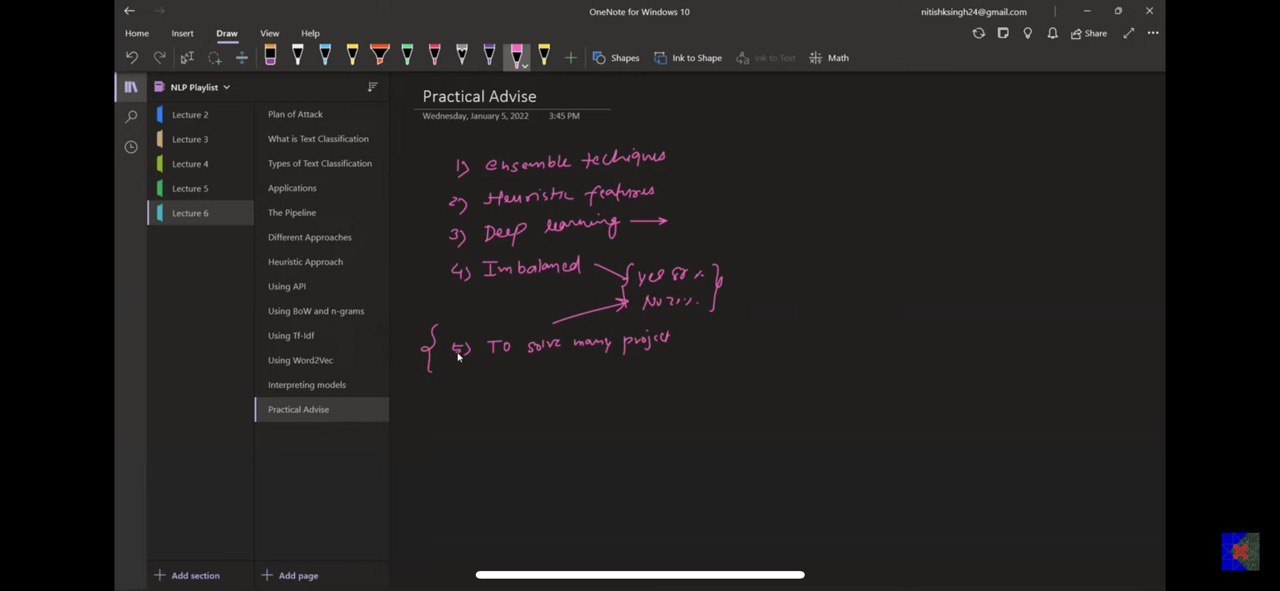 OneNote for Windows 10
nitishksingh24@gmail.com
Home Insert Draw View Help
Share
Shapes Ink to Shape Ink to Text Math
NLP Playlist
Lecture 2
Lecture 3
Lecture 4
Lecture 5
Lecture 6
Plan of Attack
What is Text Classification
Types of Text Classification
Applications
The Pipeline
Different Approaches
Heuristic Approach
Using API
Using BoW and n-grams
Using Tf-Idf
Using Word2Vec
Interpreting models
Practical Advise
Practical Advise
Wednesday, January 5, 2022 3:45 PM
1) Ensemble techiques
2) Heuristic features
3) Deep learning →
4) Imbalaned
Yes
No
5) To solve many project
Add section
Add page